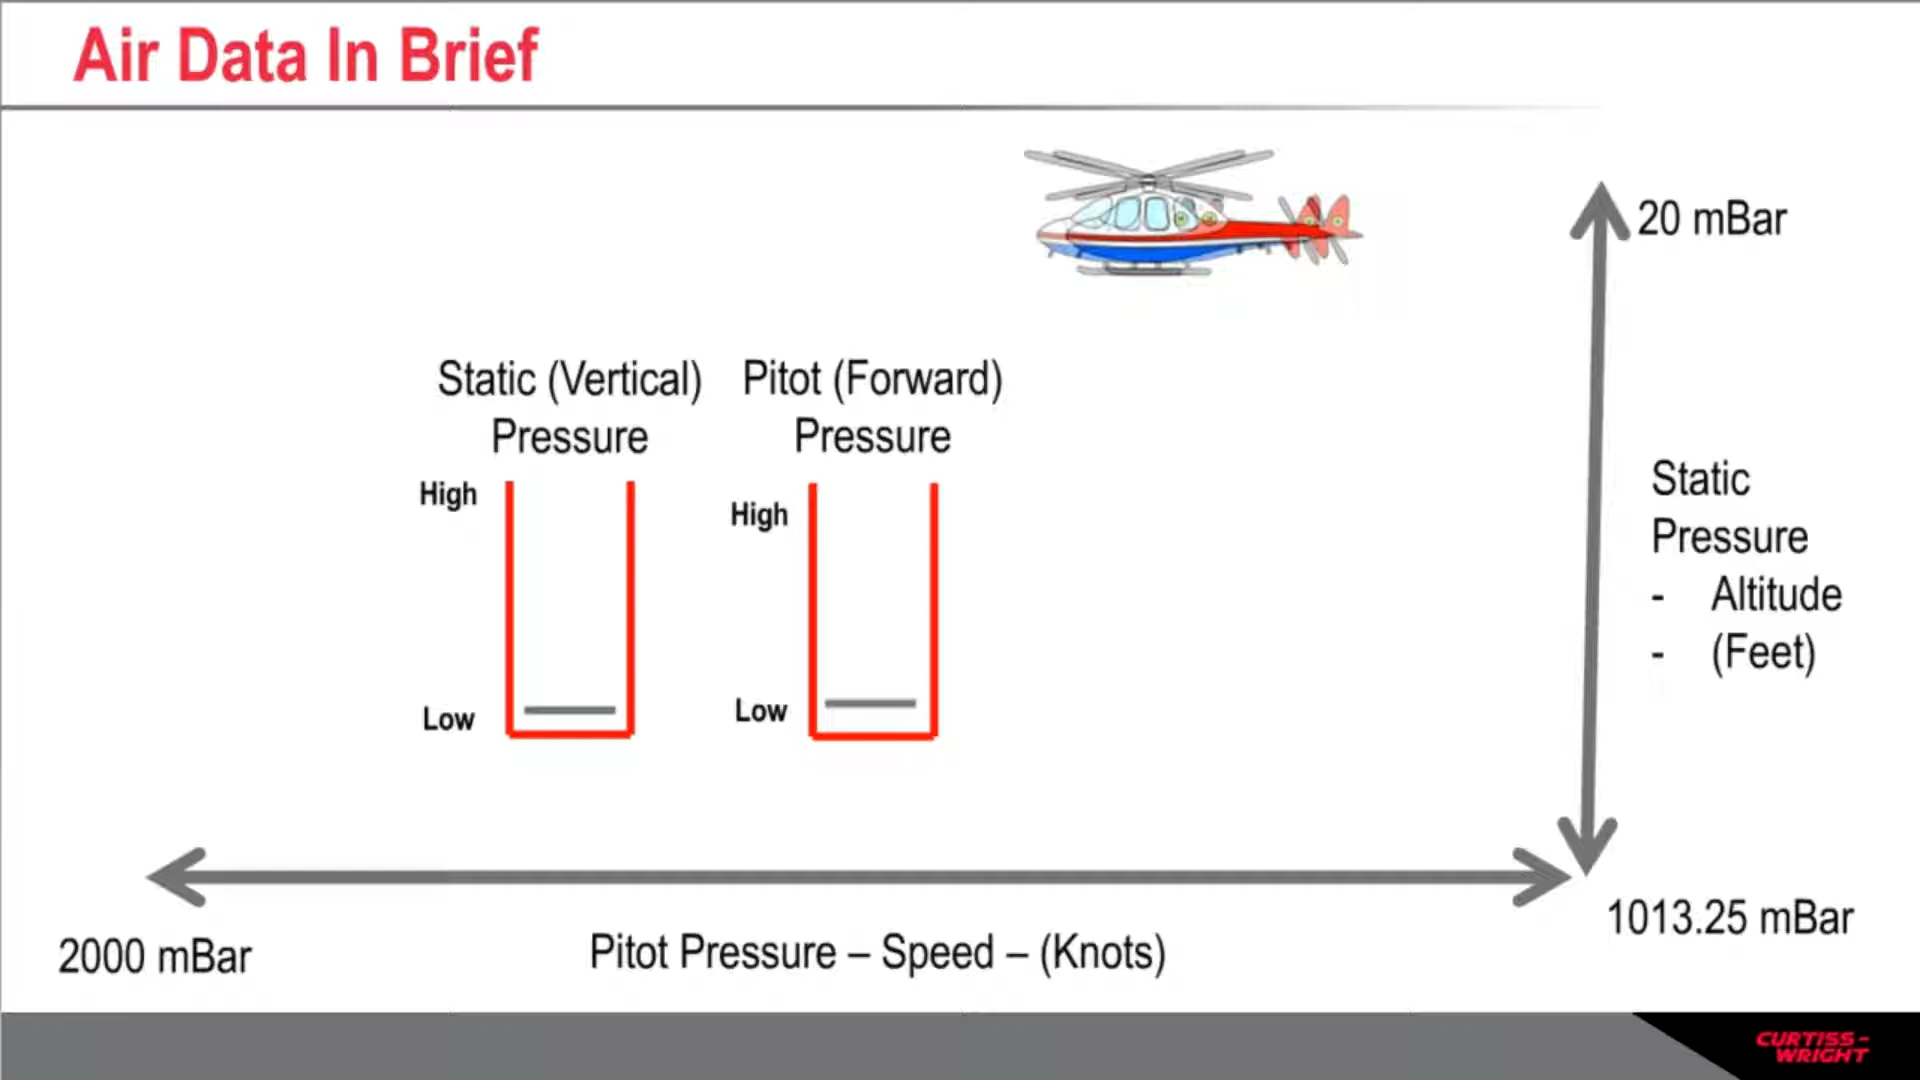 Air Data In Brief
20 mBar
Static (Vertical)
Pressure
Pitot (Forward)
Pressure
High
High
Low
Low
Static
Pressure
- Altitude
- (Feet)
1013.25 mBar
2000 mBar
Pitot Pressure – Speed – (Knots)
CURTISS-
WRIGHT